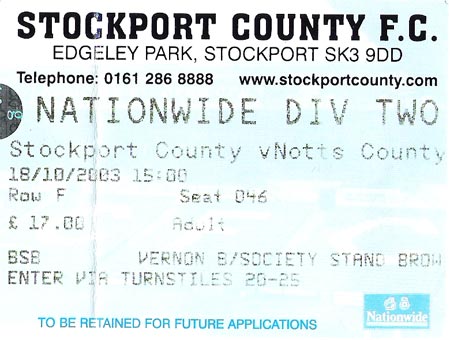 STOCKPORT COUNTY F.C.
EDGELEY PARK, STOCKPORT SK3 9DD
Telephone: 0161 286 8888 www.stockportcounty.com
NATIONWIDE DIV TWO
Stockport County vNotts County
18/10/2003 15:00
Row F Seat 046
£ 17.00 Adult
BSB VERNON B/SOCIETY STAND BROW
ENTER VIA TURNSTILES 20-25
Nationwide
TO BE RETAINED FOR FUTURE APPLICATIONS